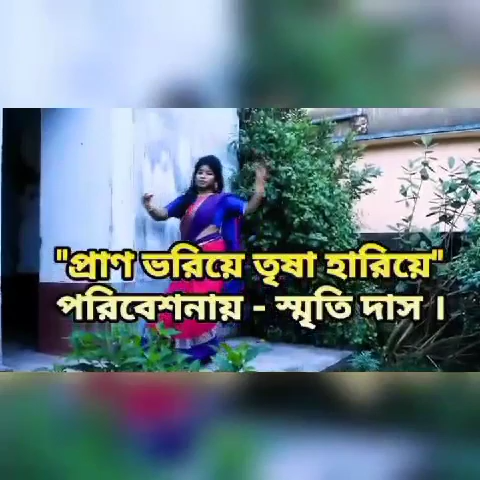 "প্রাণ ভরিয়ে তৃষা হারিয়ে"
পরিবেশনায় - স্মৃতি দাস ।